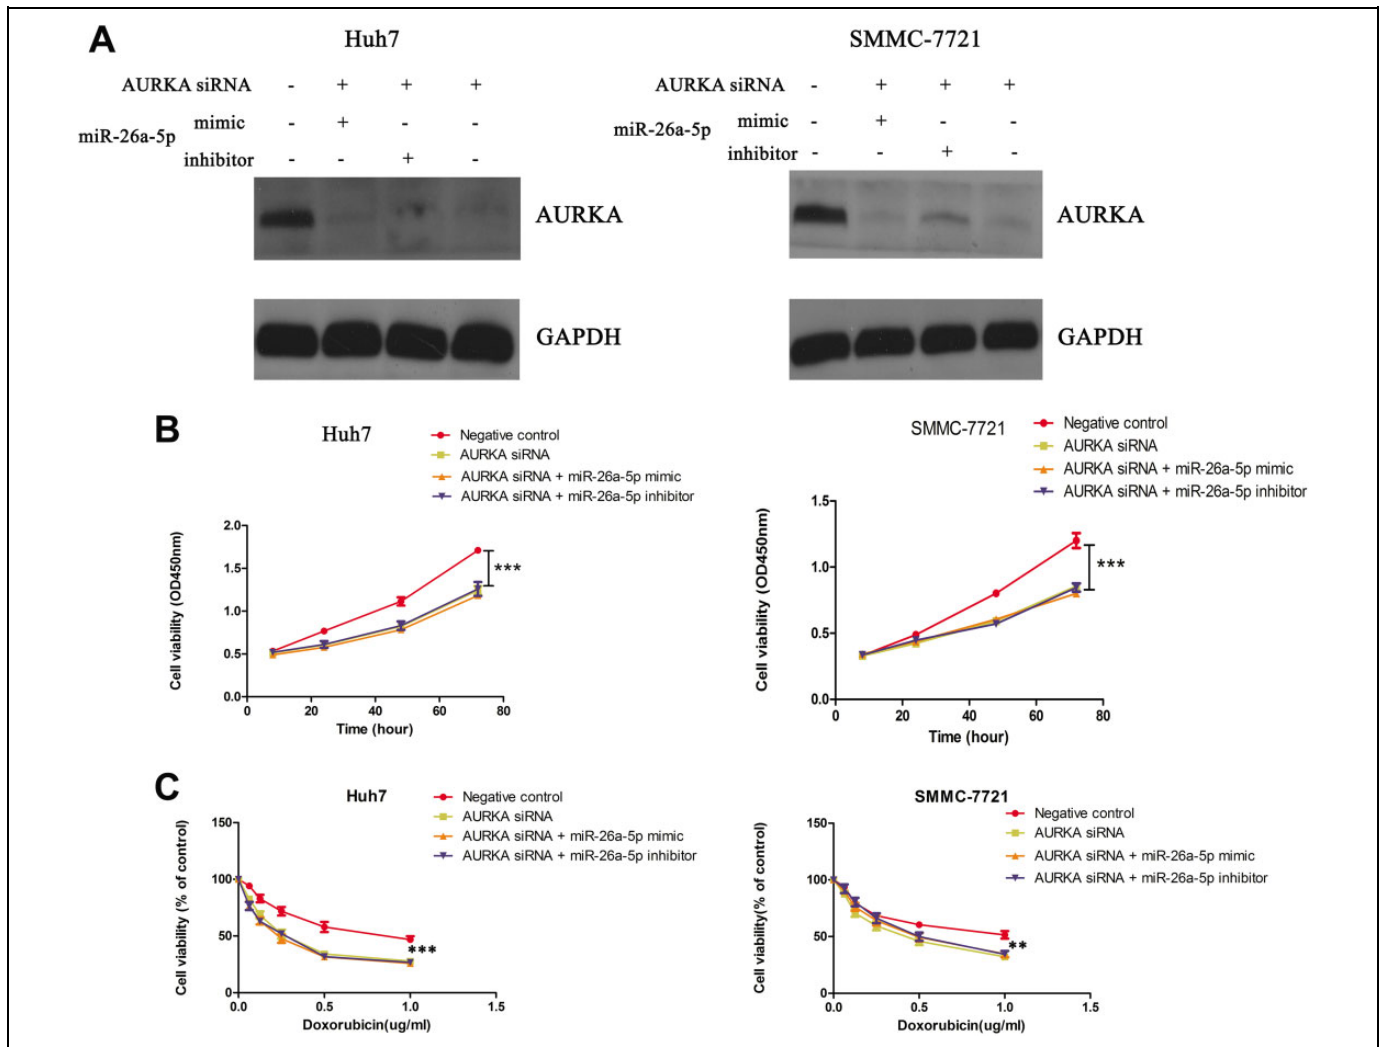 A
Huh7
AURKA siRNA - + + +
miR-26a-5p mimic - + - -
inhibitor - - + -
AURKA
GAPDH
SMMC-7721
AURKA siRNA - + + +
miR-26a-5p mimic - + - -
inhibitor - - + -
AURKA
GAPDH
B
Huh7
Negative control
AURKA siRNA
AURKA siRNA + miR-26a-5p mimic
AURKA siRNA + miR-26a-5p inhibitor
Cell viability (OD450nm)
2.0
1.5
1.0
0.5
0.0
***
0 20 40 60 80
Time (hour)
SMMC-7721
Negative control
AURKA siRNA
AURKA siRNA + miR-26a-5p mimic
AURKA siRNA + miR-26a-5p inhibitor
Cell viability (OD450nm)
1.5
1.0
0.5
0.0
***
0 20 40 60 80
Time (hour)
C
Huh7
Negative control
AURKA siRNA
AURKA siRNA + miR-26a-5p mimic
AURKA siRNA + miR-26a-5p inhibitor
Cell viability (% of control)
150
100
50
0
***
0.0 0.5 1.0 1.5
Doxorubicin(ug/ml)
SMMC-7721
Negative control
AURKA siRNA
AURKA siRNA + miR-26a-5p mimic
AURKA siRNA + miR-26a-5p inhibitor
Cell viability(% of control)
150
100
50
0
**
0.0 0.5 1.0 1.5
Doxorubicin(ug/ml)